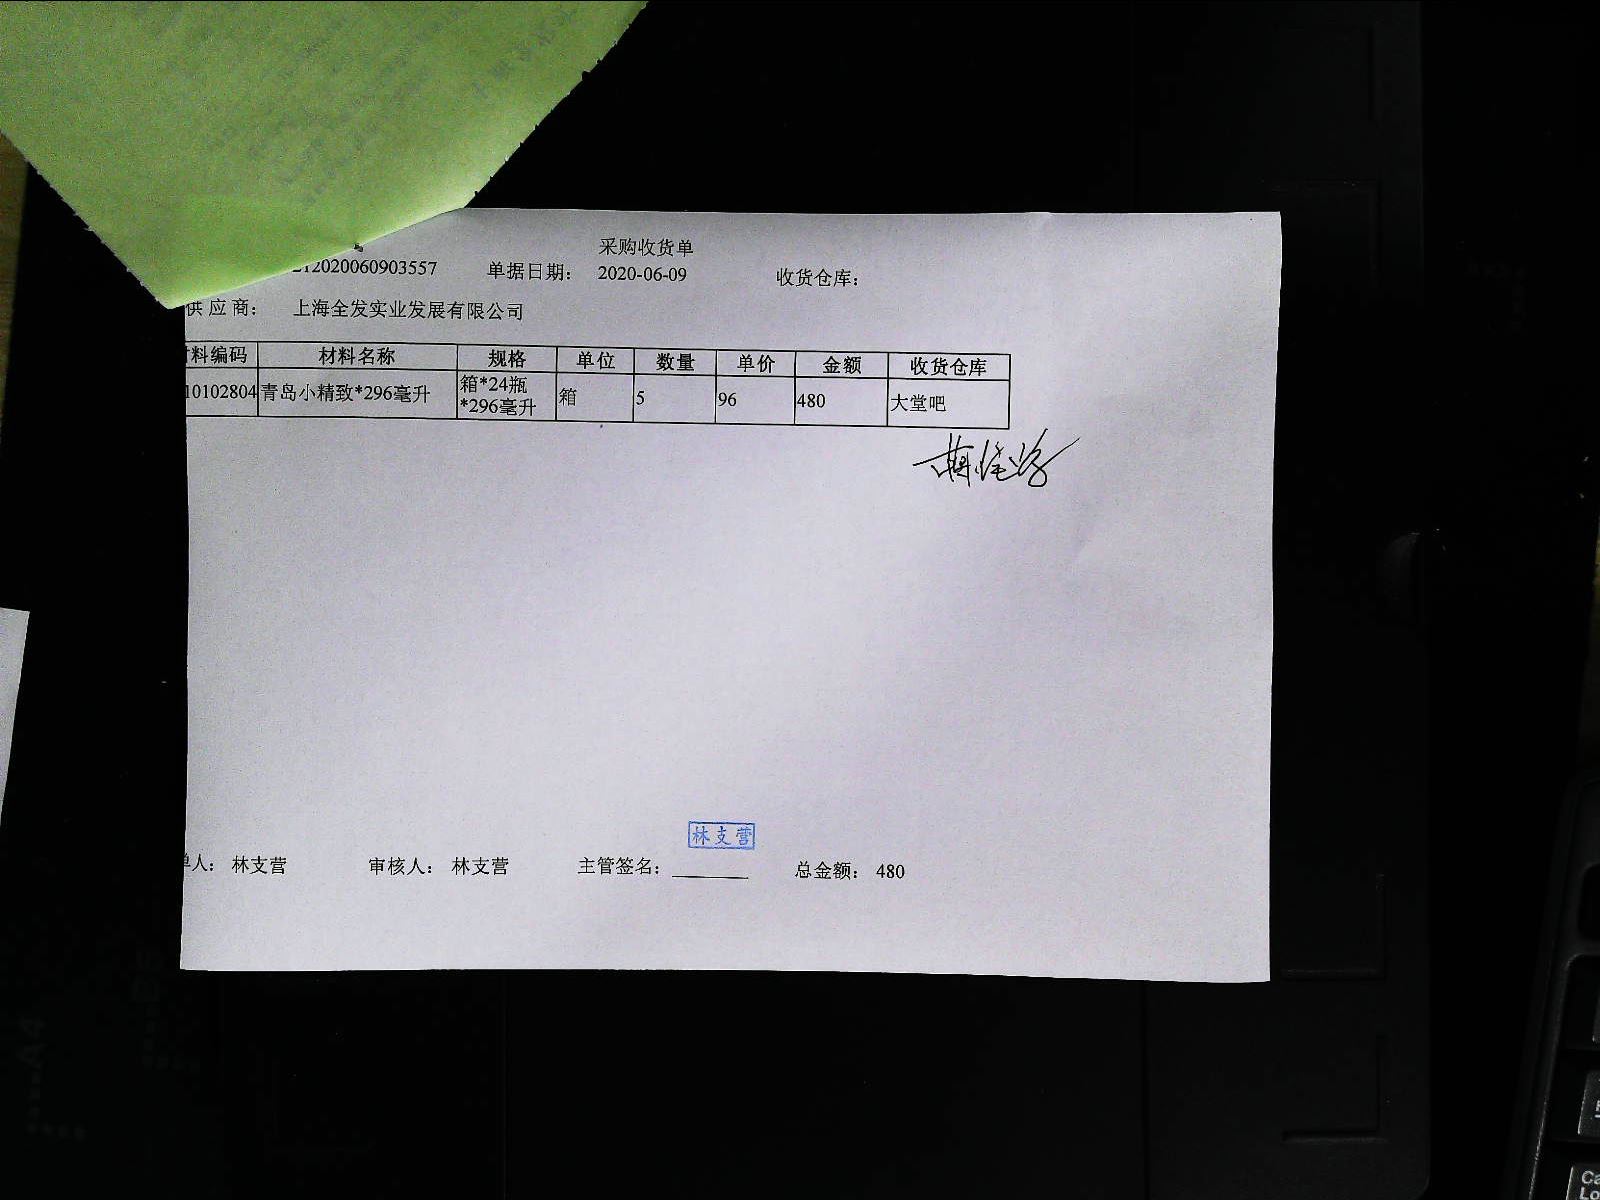 采购收货单
212020060903557 单据日期： 2020-06-09 收货仓库：
供应商： 上海全发实业发展有限公司
材料编码 材料名称 规格 单位 数量 单价 金额 收货仓库
10102804 青岛小精致*296毫升 箱*24瓶 箱 5 96 480 大堂吧
*296毫升
林支营
单人： 林支营 审核人： 林支营 主管签名： 总金额： 480